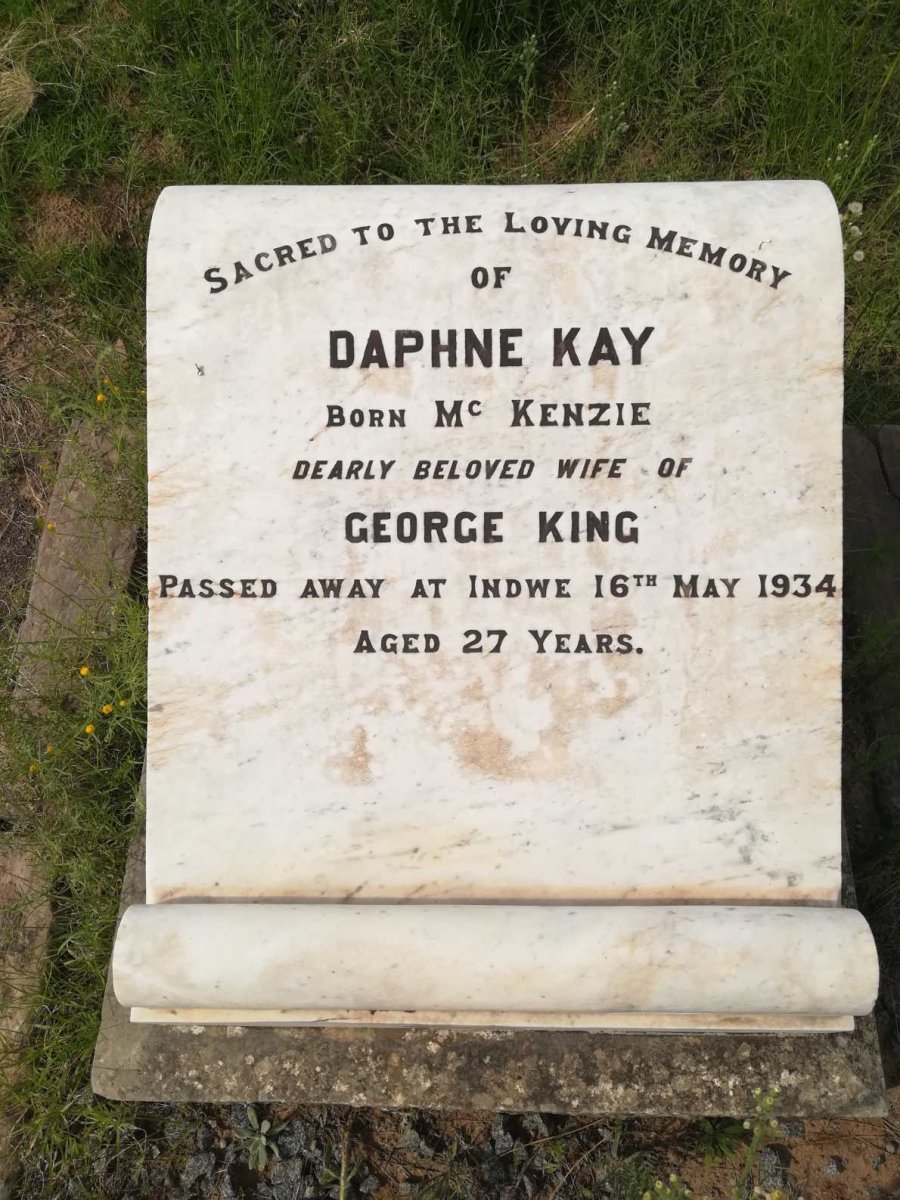 Sacred to the Loving Memory
of
DAPHNE KAY
Born Mc Kenzie
DEARLY BELOVED WIFE OF
GEORGE KING
Passed away at Indwe 16th May 1934
Aged 27 Years.